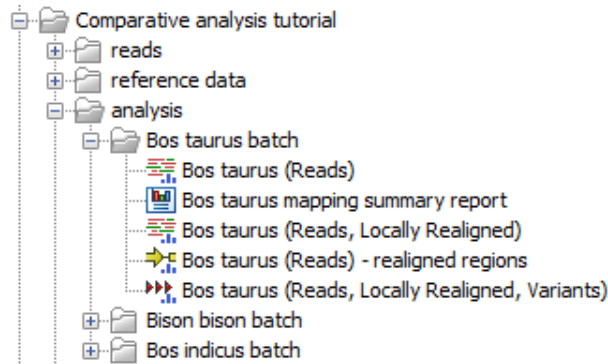 Comparative analysis tutorial
reads
reference data
analysis
Bos taurus batch
Bos taurus (Reads)
Bos taurus mapping summary report
Bos taurus (Reads, Locally Realigned)
Bos taurus (Reads) - realigned regions
Bos taurus (Reads, Locally Realigned, Variants)
Bison bison batch
Bos indicus batch